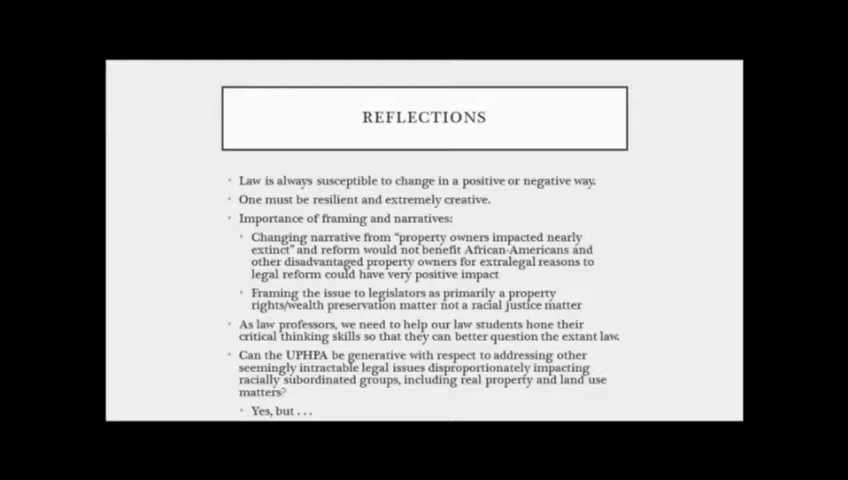 REFLECTIONS
Law is always susceptible to change in a positive or negative way.
One must be resilient and extremely creative.
Importance of framing and narratives:
Changing narrative from “property owners impacted nearly
extinct” and reform would not benefit African-Americans and
other disadvantaged property owners for extralegal reasons to
legal reform could have very positive impact
Framing the issue to legislators as primarily a property
rights/wealth preservation matter not a racial justice matter
As law professors, we need to help our law students hone their
critical thinking skills so that they can better question the extant law.
Can the UPHPA be generative with respect to addressing other
seemingly intractable legal issues disproportionately impacting
racially subordinated groups, including real property and land use
matters?
Yes, but . . .